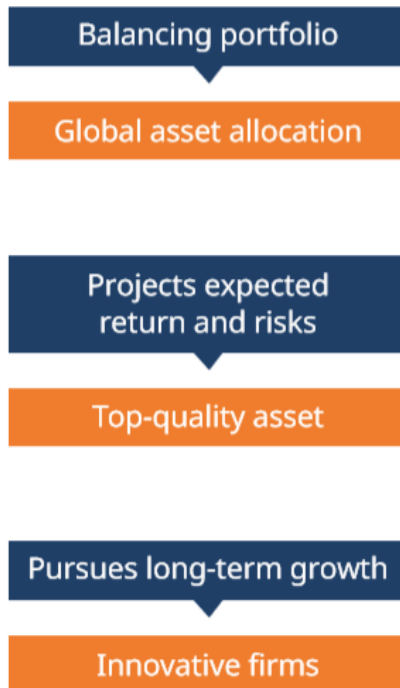 Balancing portfolio
Global asset allocation
Projects expected
return and risks
Top-quality asset
Pursues long-term growth
Innovative firms